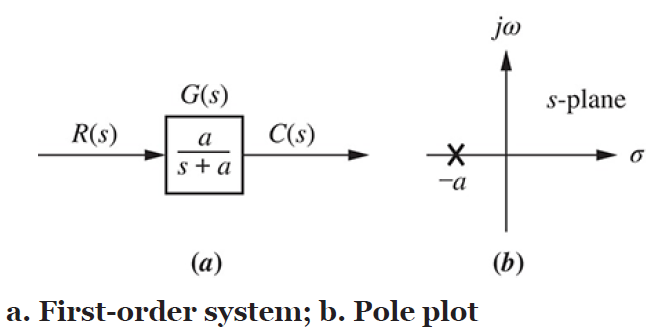 jω
G(s)
s-plane
R(s)
a
s + a
C(s)
σ
−a
(a)
(b)
a. First-order system; b. Pole plot